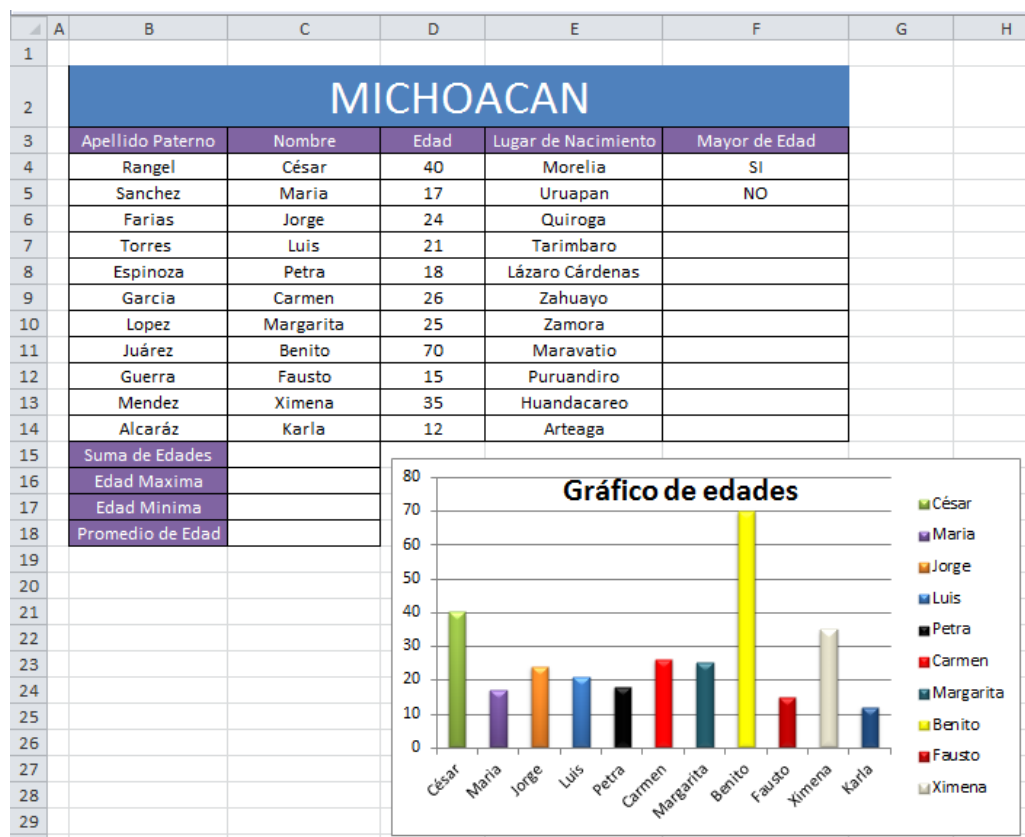 A B C D E F G H
1
2 MICHOACAN
3 Apellido Paterno Nombre Edad Lugar de Nacimiento Mayor de Edad
4 Rangel César 40 Morelia SI
5 Sanchez Maria 17 Uruapan NO
6 Farias Jorge 24 Quiroga
7 Torres Luis 21 Tarimbaro
8 Espinoza Petra 18 Lázaro Cárdenas
9 Garcia Carmen 26 Zahuayo
10 Lopez Margarita 25 Zamora
11 Juárez Benito 70 Maravatio
12 Guerra Fausto 15 Puruandiro
13 Mendez Ximena 35 Huandacareo
14 Alcaráz Karla 12 Arteaga
15 Suma de Edades
16 Edad Maxima
17 Edad Minima
18 Promedio de Edad
19
20
21
22
23
24
25
26
27
28
29
Gráfico de edades
80
70
60
50
40
30
20
10
0
César Maria Jorge Luis Petra Carmen Margarita Benito Fausto Ximena Karla
César
Maria
Jorge
Luis
Petra
Carmen
Margarita
Benito
Fausto
Ximena